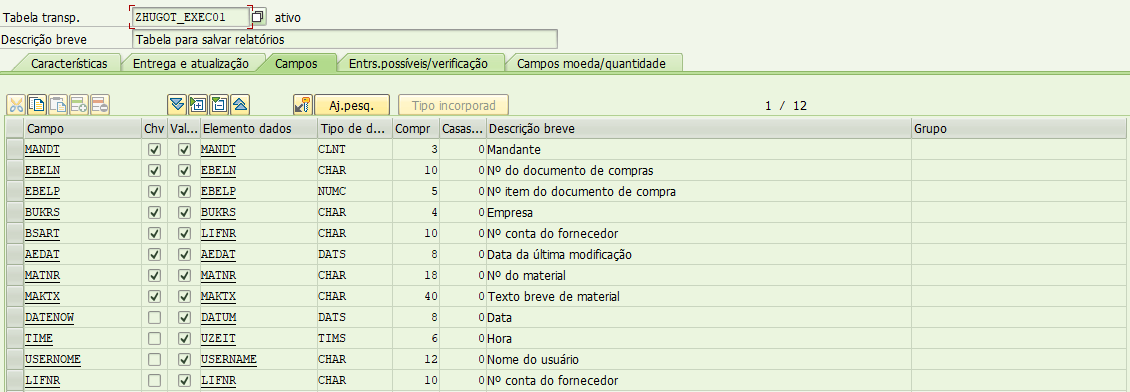 Tabela transp. ZHUGOT_EXEC01 ativo
Descrição breve Tabela para salvar relatórios
Características Entrega e atualização Campos Entrs.possíveis/verificação Campos moeda/quantidade
Aj.pesq. Tipo incorporad 1 / 12
Campo Chv Val... Elemento dados Tipo de d... Compr Casas... Descrição breve Grupo
MANDT MANDT CLNT 3 0 Mandante
EBELN EBELN CHAR 10 0 Nº do documento de compras
EBELP EBELP NUMC 5 0 Nº item do documento de compra
BUKRS BUKRS CHAR 4 0 Empresa
BSART LIFNR CHAR 10 0 Nº conta do fornecedor
AEDAT AEDAT DATS 8 0 Data da última modificação
MATNR MATNR CHAR 18 0 Nº do material
MAKTX MAKTX CHAR 40 0 Texto breve de material
DATENOW DATUM DATS 8 0 Data
TIME UZEIT TIMS 6 0 Hora
USERNOME USERNAME CHAR 12 0 Nome do usuário
LIFNR LIFNR CHAR 10 0 Nº conta do fornecedor